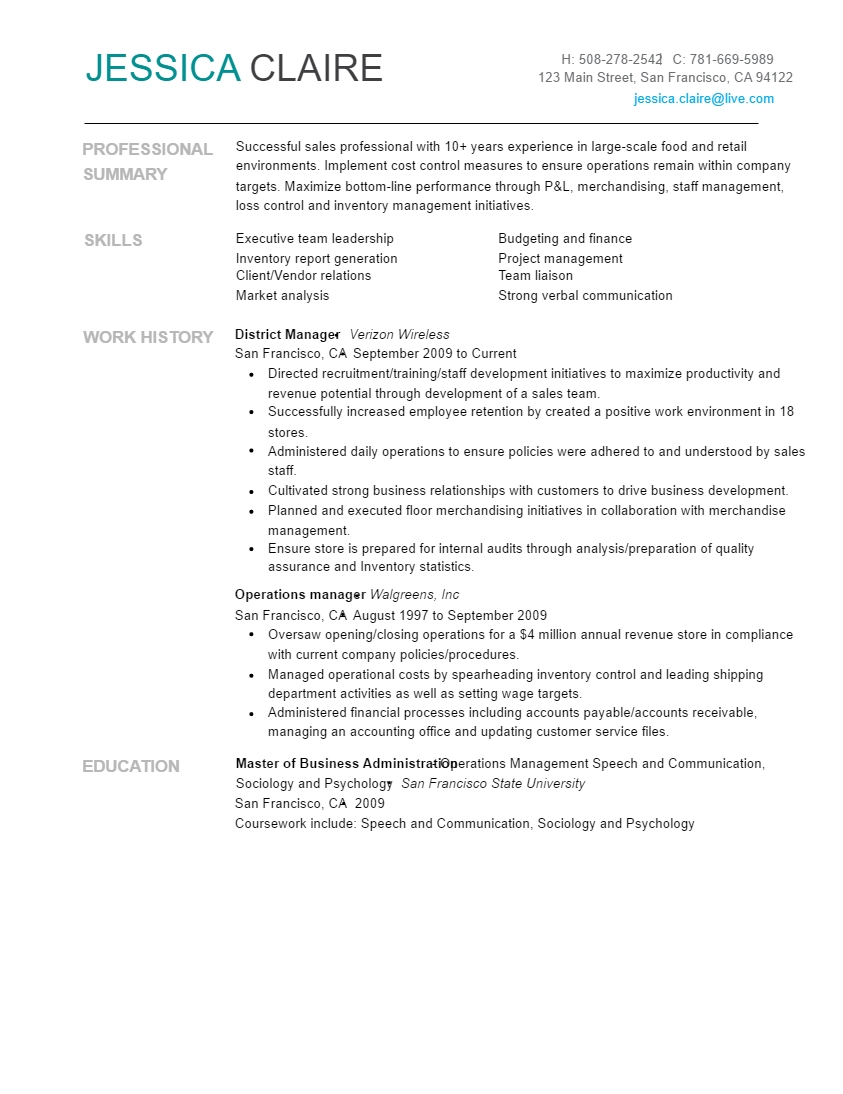 JESSICA CLAIRE
H: 508-278-2542 | C: 781-669-5989
123 Main Street, San Francisco, CA 94122
jessica.claire@live.com
PROFESSIONAL
SUMMARY
Successful sales professional with 10+ years experience in large-scale food and retail
environments. Implement cost control measures to ensure operations remain within company
targets. Maximize bottom-line performance through P&L, merchandising, staff management,
loss control and inventory management initiatives.
SKILLS
Executive team leadership
Inventory report generation
Client/Vendor relations
Market analysis
Budgeting and finance
Project management
Team liaison
Strong verbal communication
WORK HISTORY
District Manager • Verizon Wireless
San Francisco, CA • September 2009 to Current
• Directed recruitment/training/staff development initiatives to maximize productivity and
revenue potential through development of a sales team.
• Successfully increased employee retention by created a positive work environment in 18
stores.
• Administered daily operations to ensure policies were adhered to and understood by sales
staff.
• Cultivated strong business relationships with customers to drive business development.
• Planned and executed floor merchandising initiatives in collaboration with merchandise
management.
• Ensure store is prepared for internal audits through analysis/preparation of quality
assurance and Inventory statistics.
Operations manager • Walgreens, Inc
San Francisco, CA • August 1997 to September 2009
• Oversaw opening/closing operations for a $4 million annual revenue store in compliance
with current company policies/procedures.
• Managed operational costs by spearheading inventory control and leading shipping
department activities as well as setting wage targets.
• Administered financial processes including accounts payable/accounts receivable,
managing an accounting office and updating customer service files.
EDUCATION
Master of Business Administration • Operations Management Speech and Communication,
Sociology and Psychology • San Francisco State University
San Francisco, CA • 2009
Coursework include: Speech and Communication, Sociology and Psychology